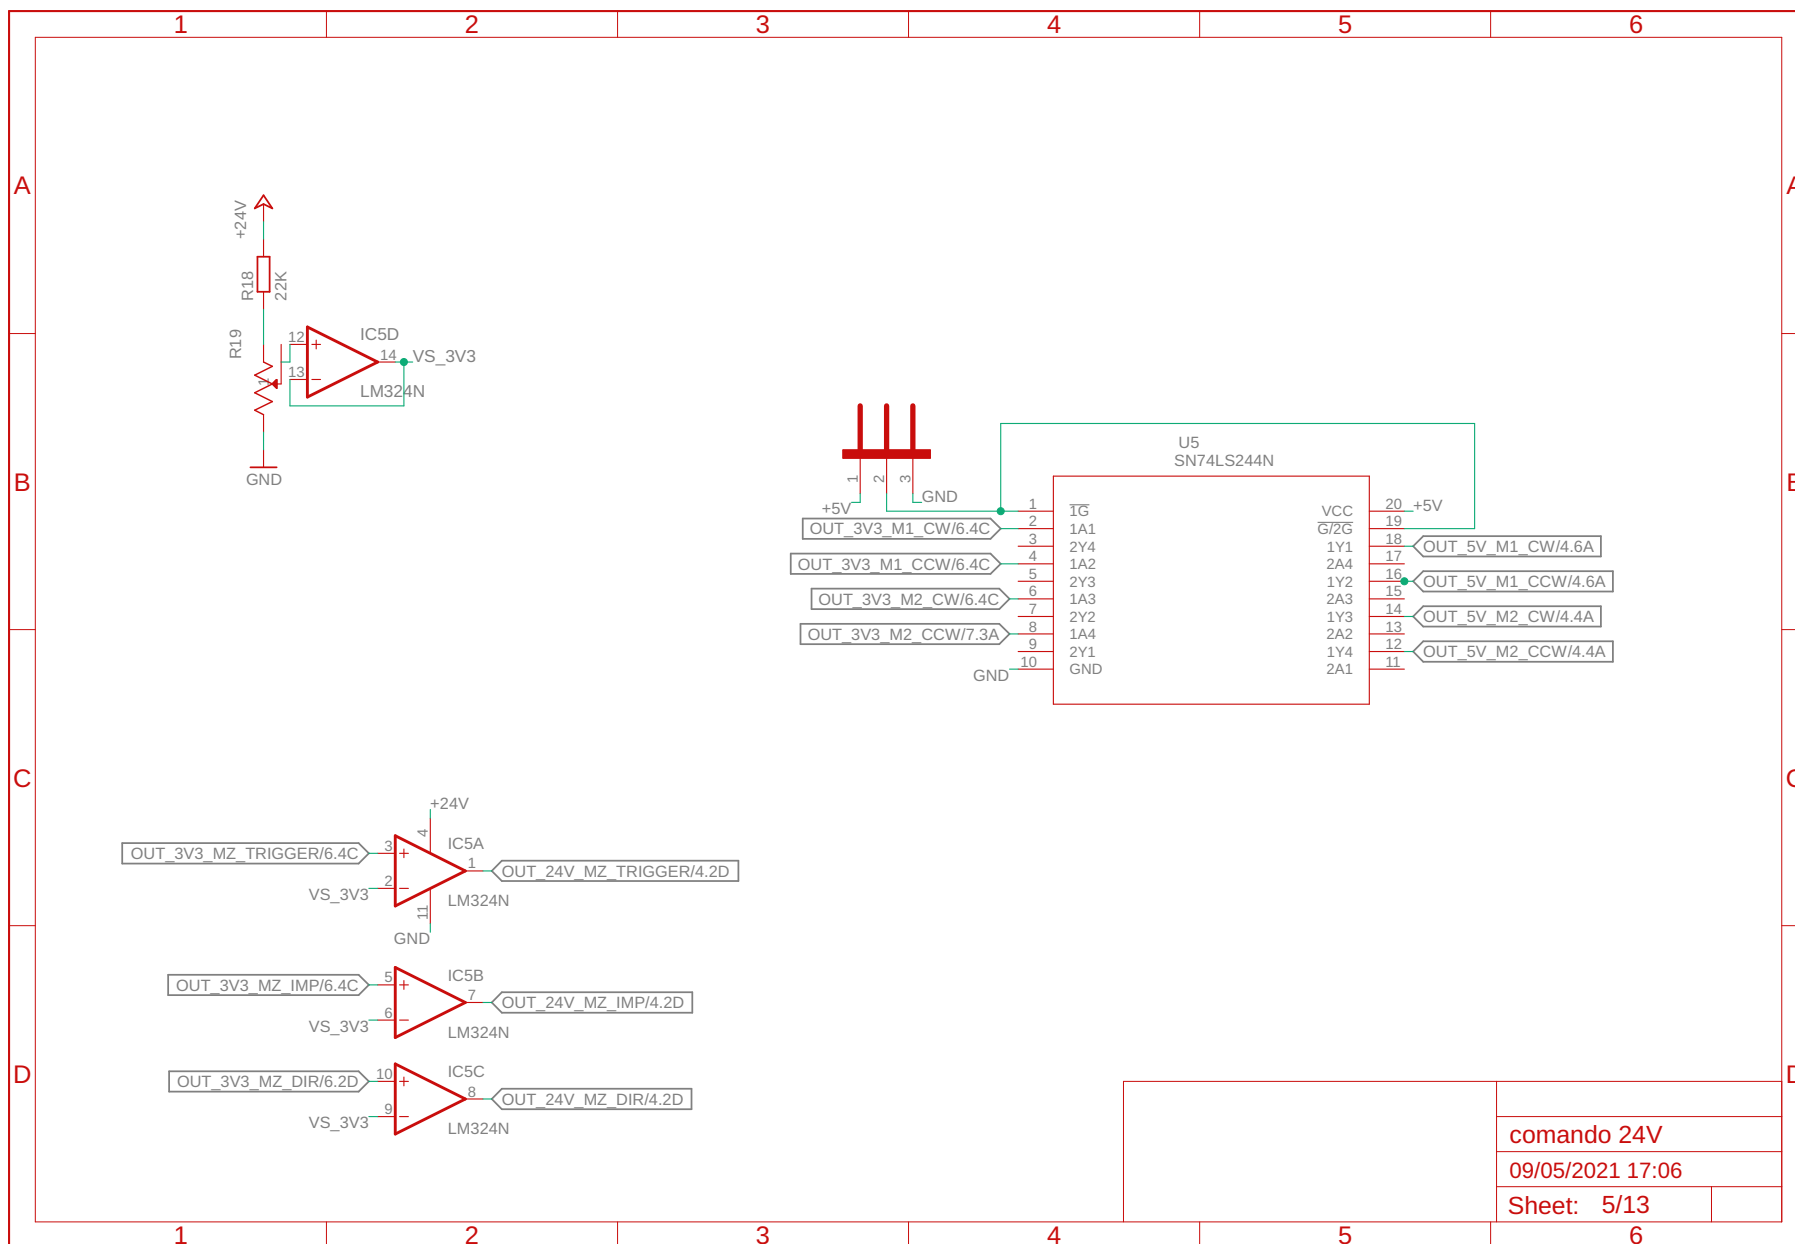 1 2 3 4 5 6
A
+24V
R18
22K
R19
1
12
13
14
IC5D
LM324N
VS_3V3
GND
B
1
2
3
+5V
GND
U5
SN74LS244N
OUT_3V3_M1_CW/6.4C
OUT_3V3_M1_CCW/6.4C
OUT_3V3_M2_CW/6.4C
OUT_3V3_M2_CCW/7.3A
GND
1 1G
2 1A1
3 2Y4
4 1A2
5 2Y3
6 1A3
7 2Y2
8 1A4
9 2Y1
10 GND
VCC 20 +5V
G/2G 19
1Y1 18 OUT_5V_M1_CW/4.6A
2A4 17
1Y2 16 OUT_5V_M1_CCW/4.6A
2A3 15
1Y3 14 OUT_5V_M2_CW/4.4A
2A2 13
1Y4 12 OUT_5V_M2_CCW/4.4A
2A1 11
C
+24V
4
IC5A
OUT_3V3_MZ_TRIGGER/6.4C 3
1 OUT_24V_MZ_TRIGGER/4.2D
VS_3V3 2
LM324N
11
GND
IC5B
OUT_3V3_MZ_IMP/6.4C 5
7 OUT_24V_MZ_IMP/4.2D
VS_3V3 6
LM324N
D
IC5C
OUT_3V3_MZ_DIR/6.2D 10
8 OUT_24V_MZ_DIR/4.2D
VS_3V3 9
LM324N
comando 24V
09/05/2021 17:06
Sheet: 5/13
1 2 3 4 5 6